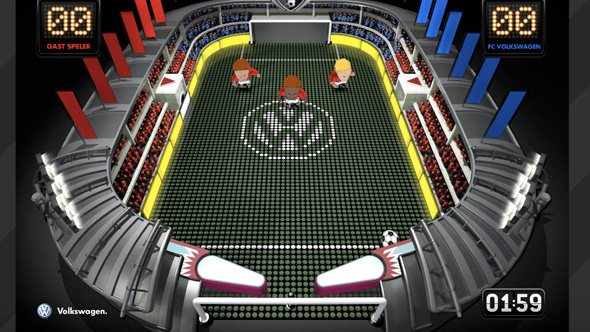 00
00
GAST SPELER
FC VOLKSWAGEN
Volkswagen.
01:59